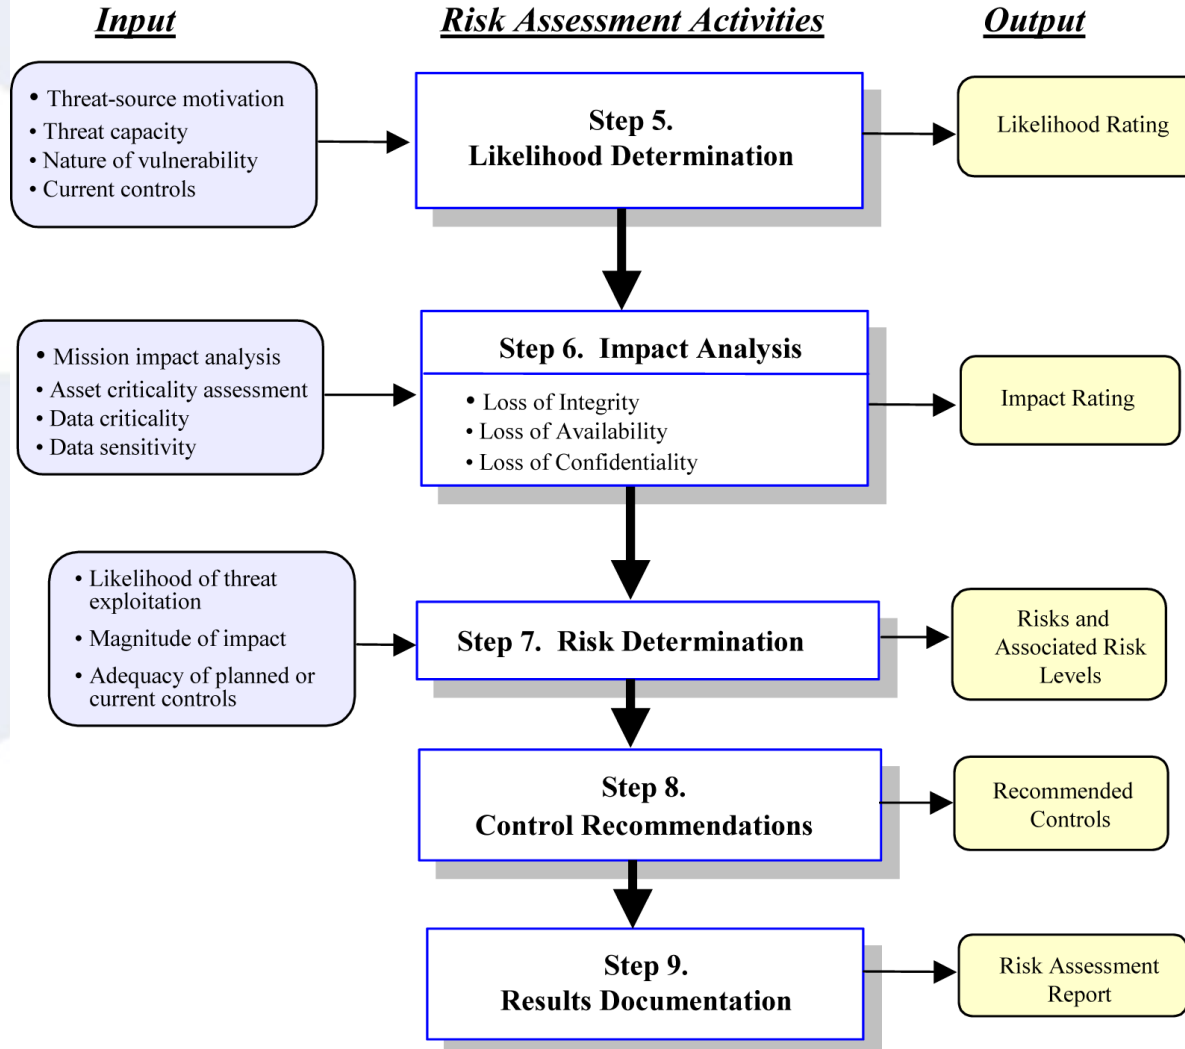 Input
Risk Assessment Activities
Output
• Threat-source motivation
• Threat capacity
• Nature of vulnerability
• Current controls
Step 5.
Likelihood Determination
Likelihood Rating
• Mission impact analysis
• Asset criticality assessment
• Data criticality
• Data sensitivity
Step 6. Impact Analysis
• Loss of Integrity
• Loss of Availability
• Loss of Confidentiality
Impact Rating
• Likelihood of threat
exploitation
• Magnitude of impact
• Adequacy of planned or
current controls
Step 7. Risk Determination
Risks and
Associated Risk
Levels
Step 8.
Control Recommendations
Recommended
Controls
Step 9.
Results Documentation
Risk Assessment
Report